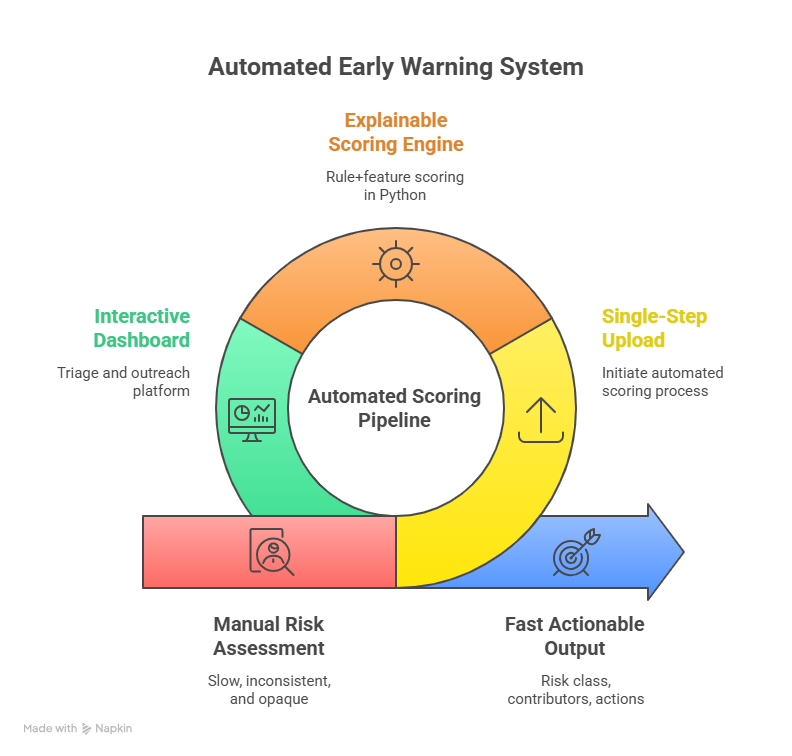 Automated Early Warning System
Explainable
Scoring Engine
Rule+feature scoring
in Python
Interactive
Dashboard
Triage and outreach
platform
Single-Step
Upload
Initiate automated
scoring process
Automated Scoring
Pipeline
Manual Risk
Assessment
Slow, inconsistent,
and opaque
Fast Actionable
Output
Risk class,
contributors, actions
Made with Napkin